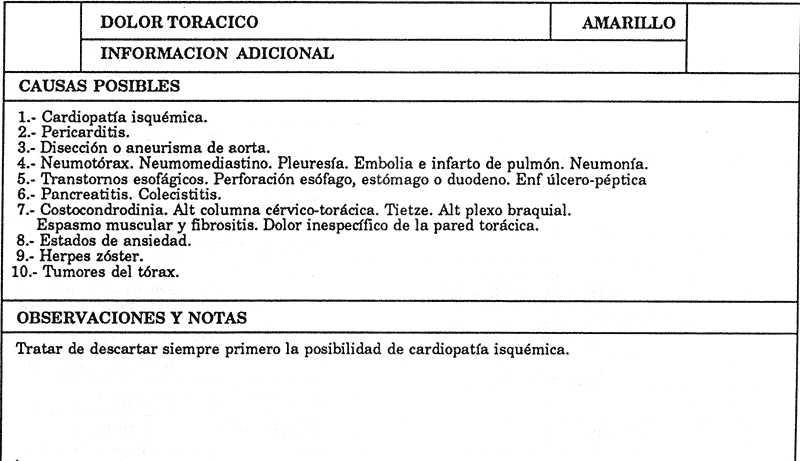 DOLOR TORACICO AMARILLO
INFORMACION ADICIONAL
CAUSAS POSIBLES
1.- Cardiopatía isquémica.
2.- Pericarditis.
3.- Disección o aneurisma de aorta.
4.- Neumotórax. Neumomediastino. Pleuresía. Embolia e infarto de pulmón. Neumonía.
5.- Transtornos esofágicos. Perforación esófago, estómago o duodeno. Enf úlcero-péptica
6.- Pancreatitis. Colecistitis.
7.- Costocondrodinia. Alt columna cérvico-torácica. Tietze. Alt plexo braquial.
Espasmo muscular y fibrositis. Dolor inespecífico de la pared torácica.
8.- Estados de ansiedad.
9.- Herpes zóster.
10.- Tumores del tórax.
OBSERVACIONES Y NOTAS
Tratar de descartar siempre primero la posibilidad de cardiopatía isquémica.